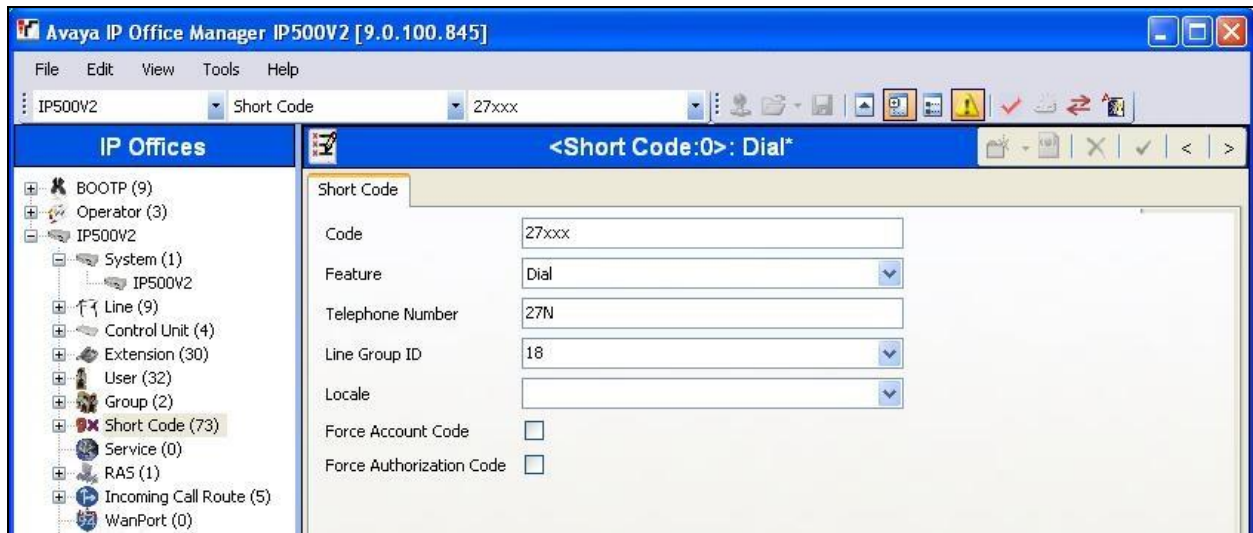 Avaya IP Office Manager IP500V2 [9.0.100.845]
File Edit View Tools Help
IP500V2 Short Code 27xxx
IP Offices
BOOTP (9)
Operator (3)
IP500V2
System (1)
IP500V2
Line (9)
Control Unit (4)
Extension (30)
User (32)
Group (2)
Short Code (73)
Service (0)
RAS (1)
Incoming Call Route (5)
WanPort (0)
<Short Code:0>: Dial*
Short Code
Code 27xxx
Feature Dial
Telephone Number 27N
Line Group ID 18
Locale
Force Account Code
Force Authorization Code